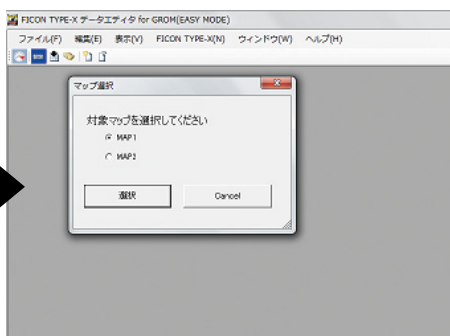 FICON TYPE-X データエディタ for GROM(EASY MODE)
ファイル(F) 編集(E) 表示(V) FICON TYPE-X(N) ウィンドウ(W) ヘルプ(H)
マップ選択
対象マップを選択してください
MAP1
MAP2
選択 Cancel